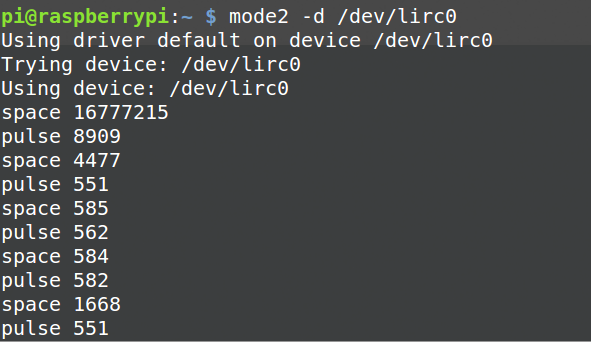 pi@raspberrypi:~ $ mode2 -d /dev/lirc0
Using driver default on device /dev/lirc0
Trying device: /dev/lirc0
Using device: /dev/lirc0
space 16777215
pulse 8909
space 4477
pulse 551
space 585
pulse 562
space 584
pulse 582
space 1668
pulse 551